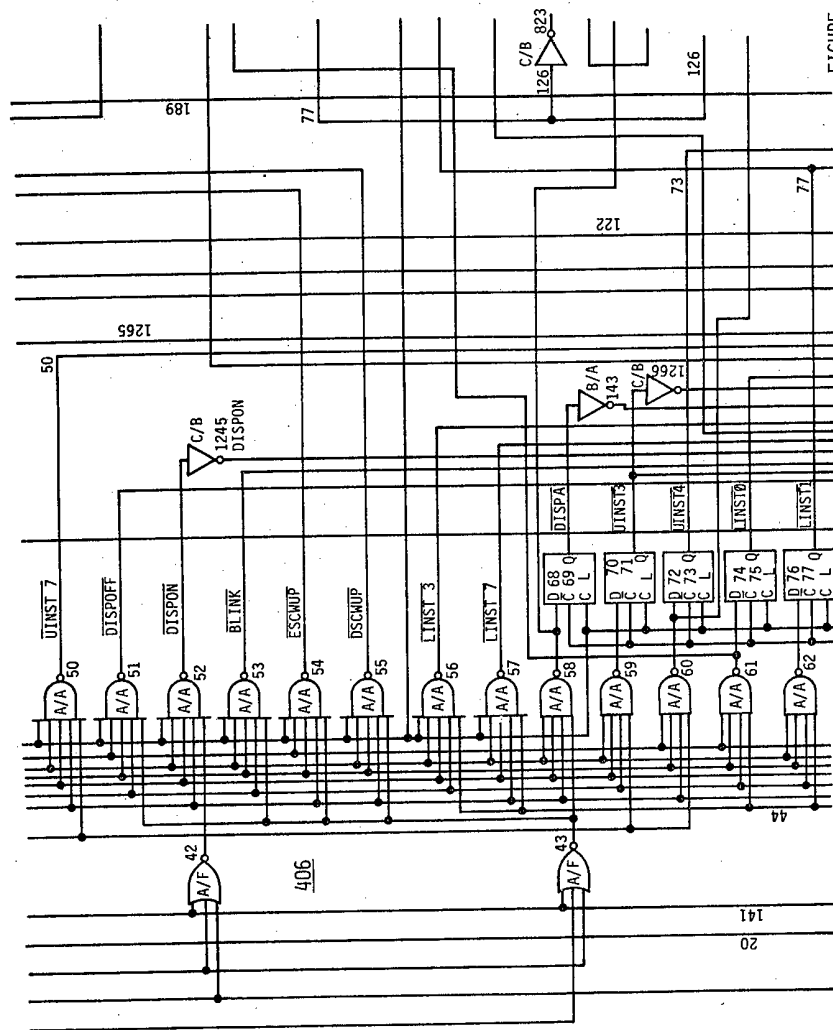 C/B
823
126
126
189
77
73
77
122
1265
50
C/B
1245
DISPON
B/A
143
C/B
1266
DISPA
UINST3
UINST4
LINST0
LINST1
UINST 7
DISPOFF
DISPON
BLINK
ESCWUP
DSCWUP
LINST 3
LINST 7
D 68
C 69 Q
C L
D 70
C 71 Q
C L
D 72
C 73 Q
C L
D 74
C 75 Q
C L
D 76
C 77 Q
C L
A/A 50
A/A 51
A/A 52
A/A 53
A/A 54
A/A 55
A/A 56
A/A 57
A/A 58
A/A 59
A/A 60
A/A 61
A/A 62
44
A/F 42
406
A/F 43
141
20
FIGURE